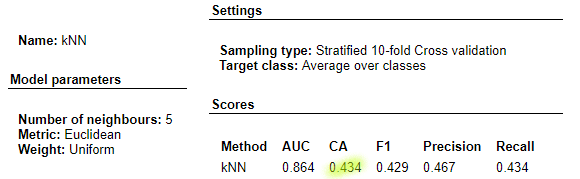 Name: kNN
Model parameters
Number of neighbours: 5
Metric: Euclidean
Weight: Uniform
Settings
Sampling type: Stratified 10-fold Cross validation
Target class: Average over classes
Scores
Method AUC CA F1 Precision Recall
kNN 0.864 0.434 0.429 0.467 0.434